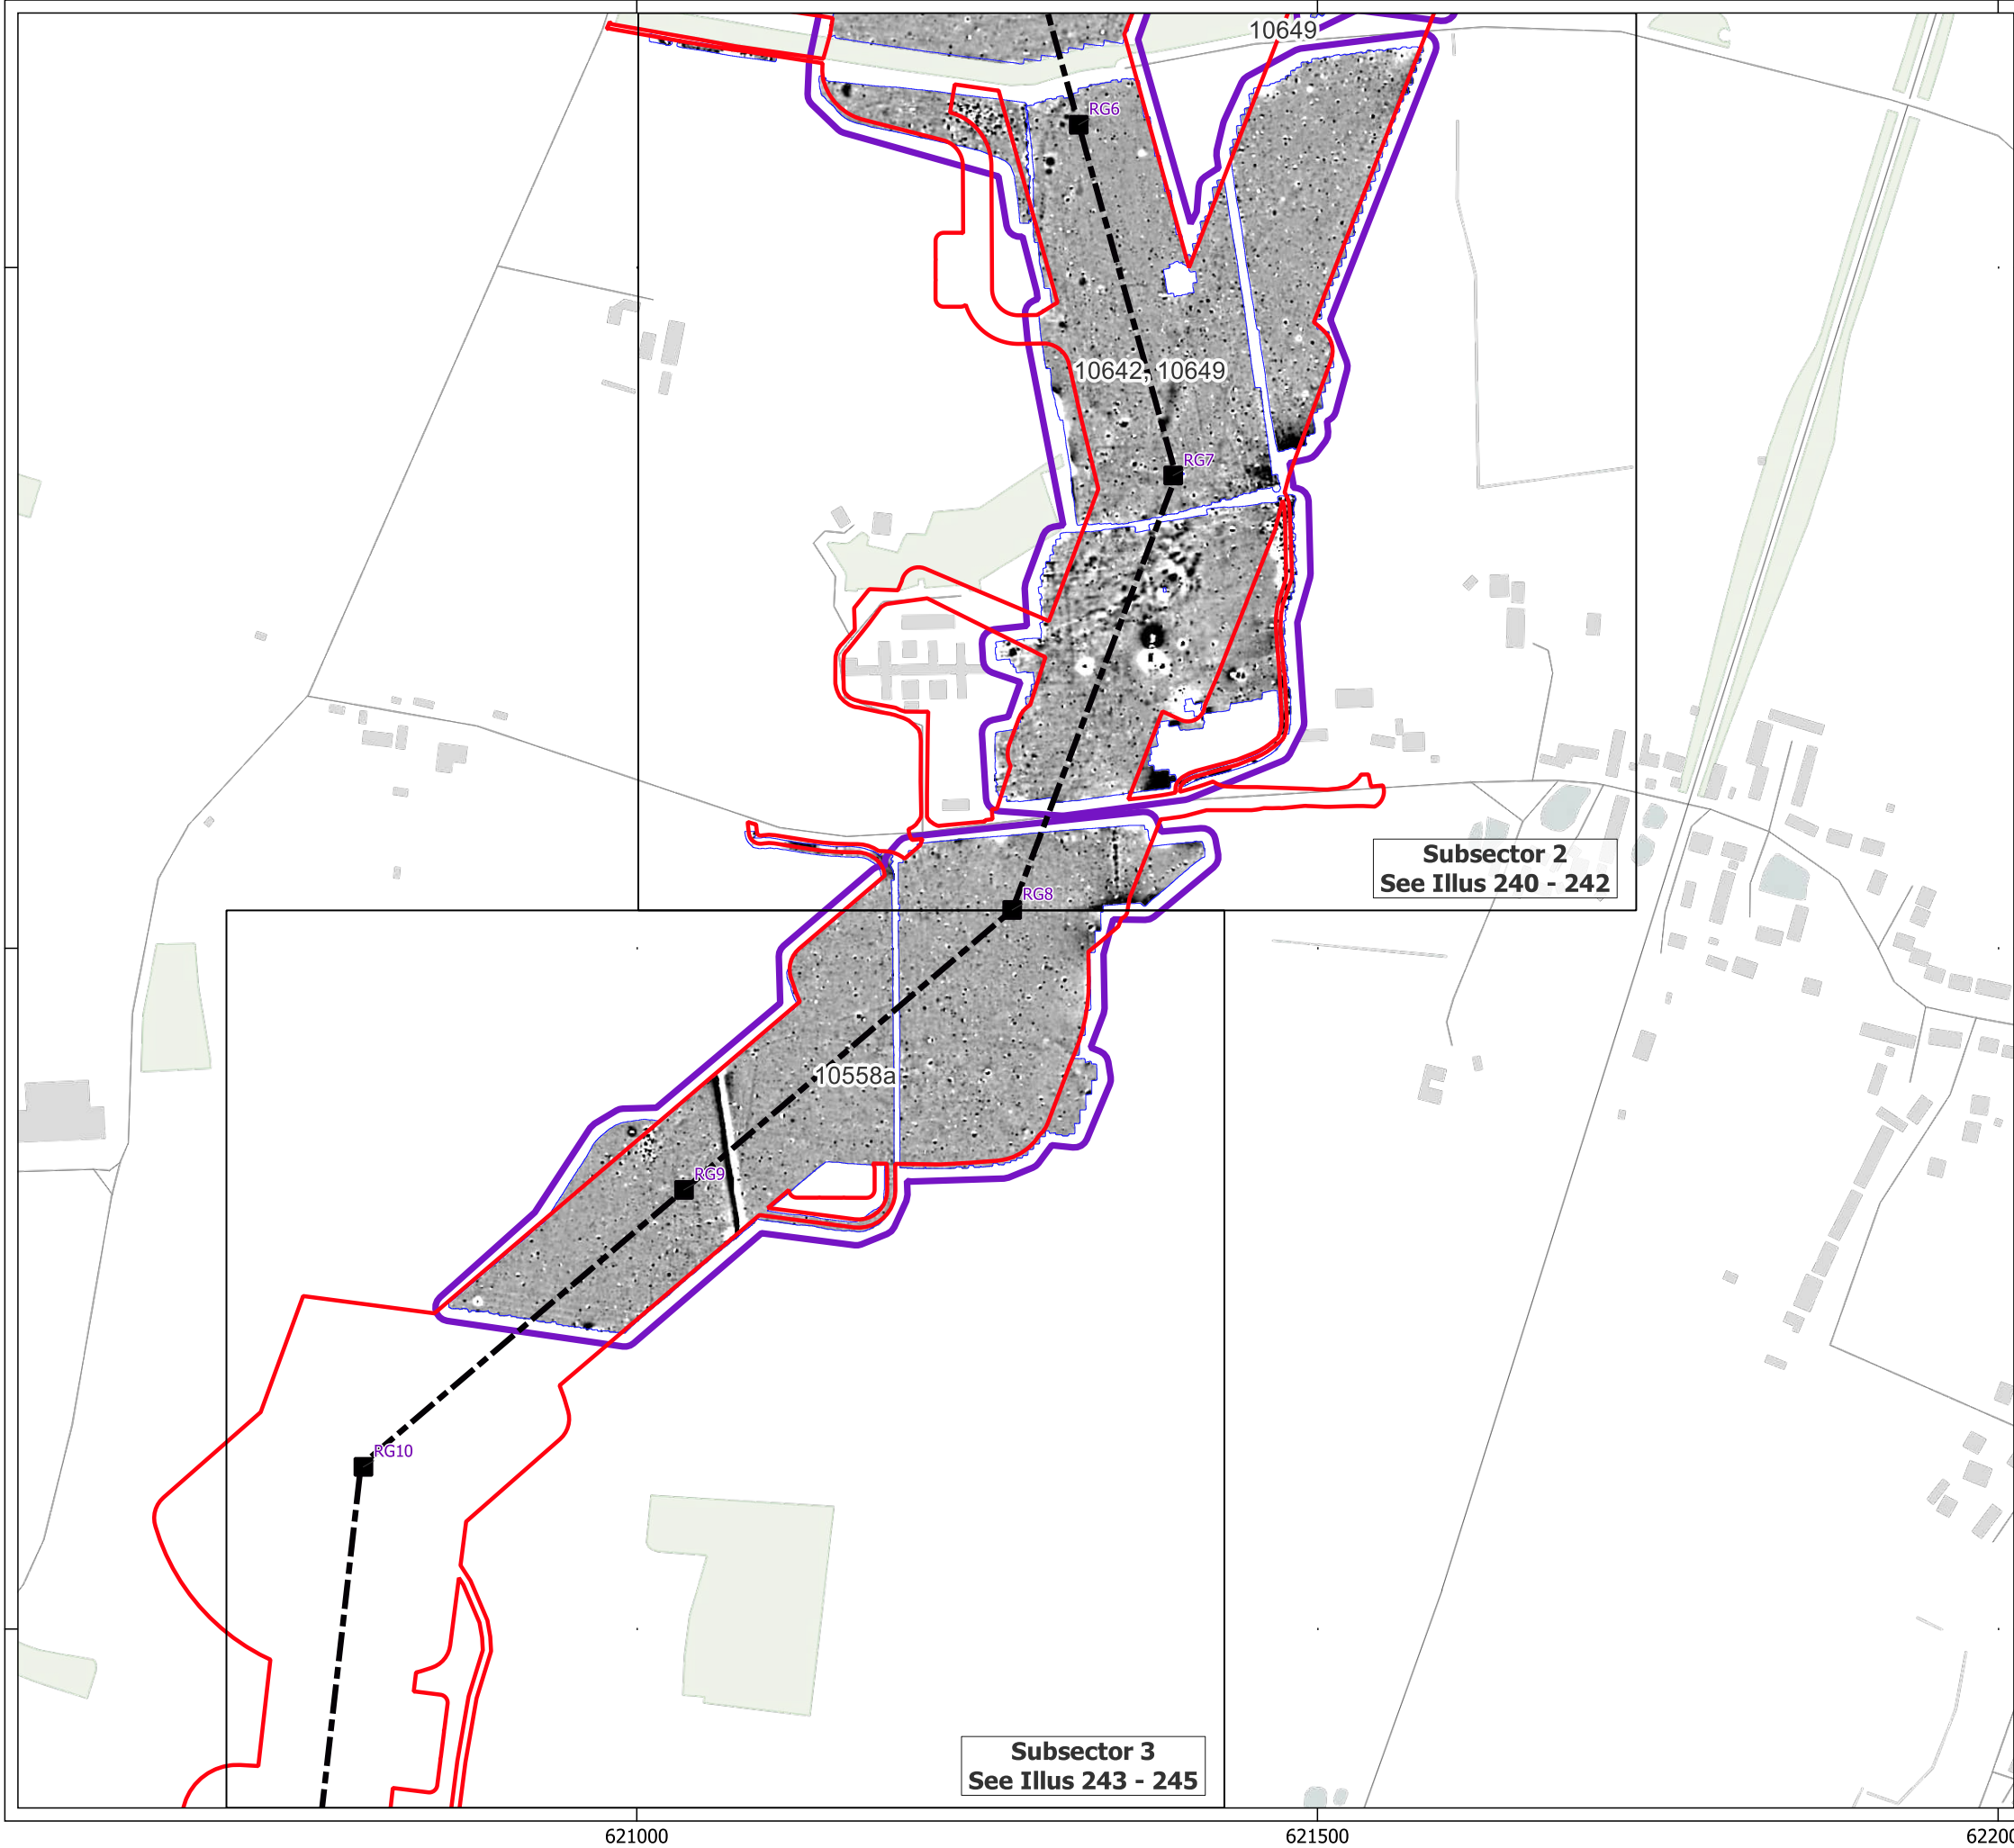 10649
RG6
10642, 10649
RG7
Subsector 2
See Illus 240 - 242
RG8
10558a
RG9
RG10
Subsector 3
See Illus 243 - 245
621000
621500